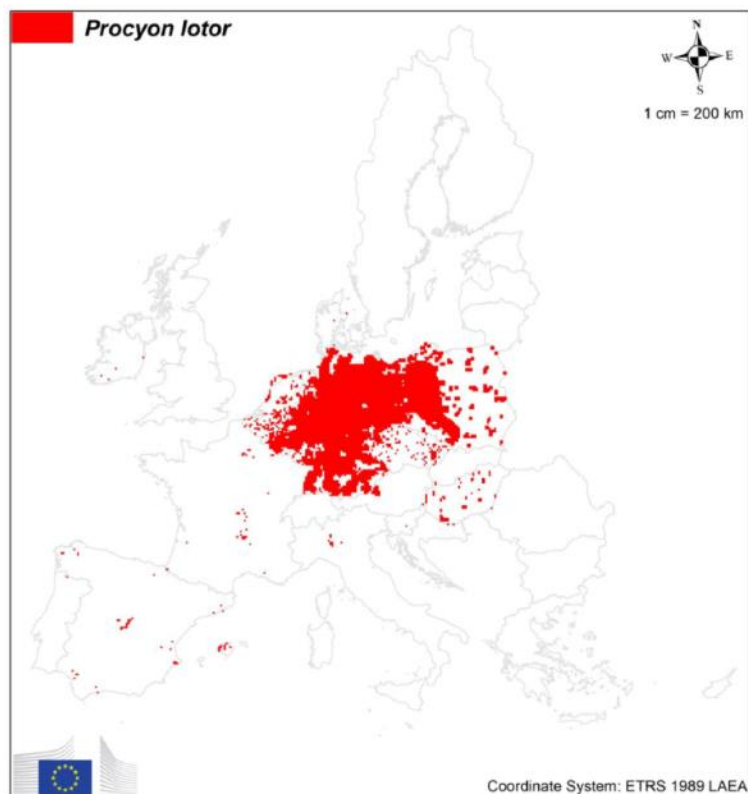 Procyon lotor
N
W E
S
1 cm = 200 km
Coordinate System: ETRS 1989 LAEA